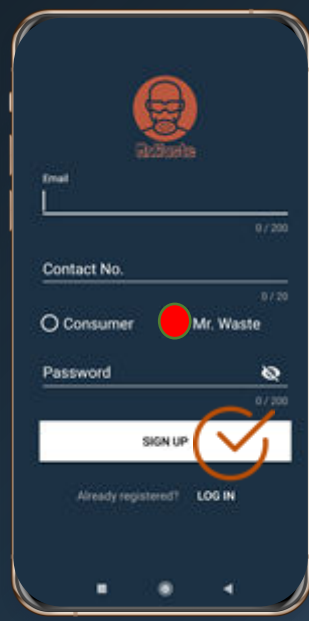 MrWaste
Email
0 / 200
Contact No.
0 / 20
Consumer Mr. Waste
Password
0 / 200
SIGN UP
Already registered? LOG IN